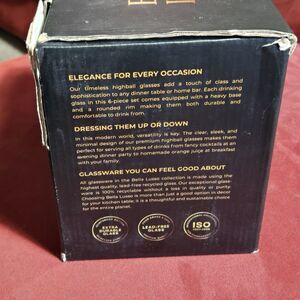 ELEGANCE FOR EVERY OCCASION
Our timeless highball glasses add a touch of class and
sophistication to any dinner table or home bar. Each drinking
glass in this 6-piece set comes equipped with a heavy base
and a rounded rim making them both durable and
comfortable to drink from.
DRESSING THEM UP OR DOWN
In this modern world, versatility is key. The clear, sleek, and
minimal design of our premium highball glasses makes them
perfect for serving all types of drinks from fancy cocktails at an
evening dinner party to homemade orange juice at breakfast
with your family.
GLASSWARE YOU CAN FEEL GOOD ABOUT
All glassware in the Bella Lusso collection is made using the
highest-quality, lead-free recycled glass. Our exceptional glass-
ware is 100% recyclable without a loss in quality or purity.
Choosing Bella Lusso is more than just a good option in decor
for your kitchen table; it is a thoughtful and sustainable choice
for the entire planet.
EXTRA
DURABLE
GLASS
LEAD-FREE
GLASS
ISO